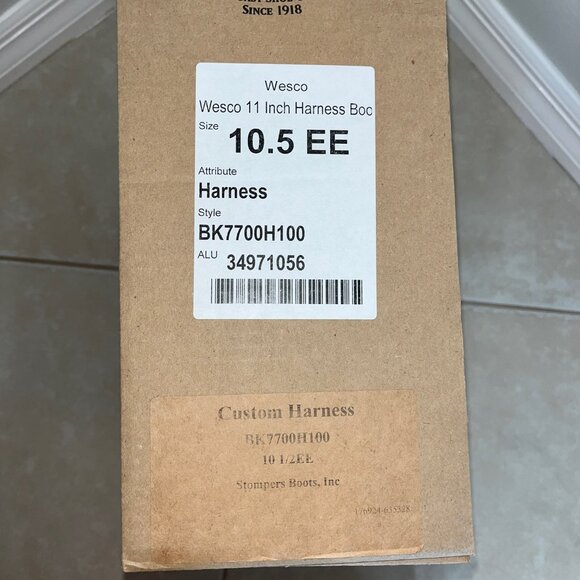 SINCE 1918
Wesco
Wesco 11 Inch Harness Boo
Size 10.5 EE
Attribute
Harness
Style
BK7700H100
ALU 34971056
Custom Harness
BK7700H100
10 1/2EE
Stompers Boots, Inc